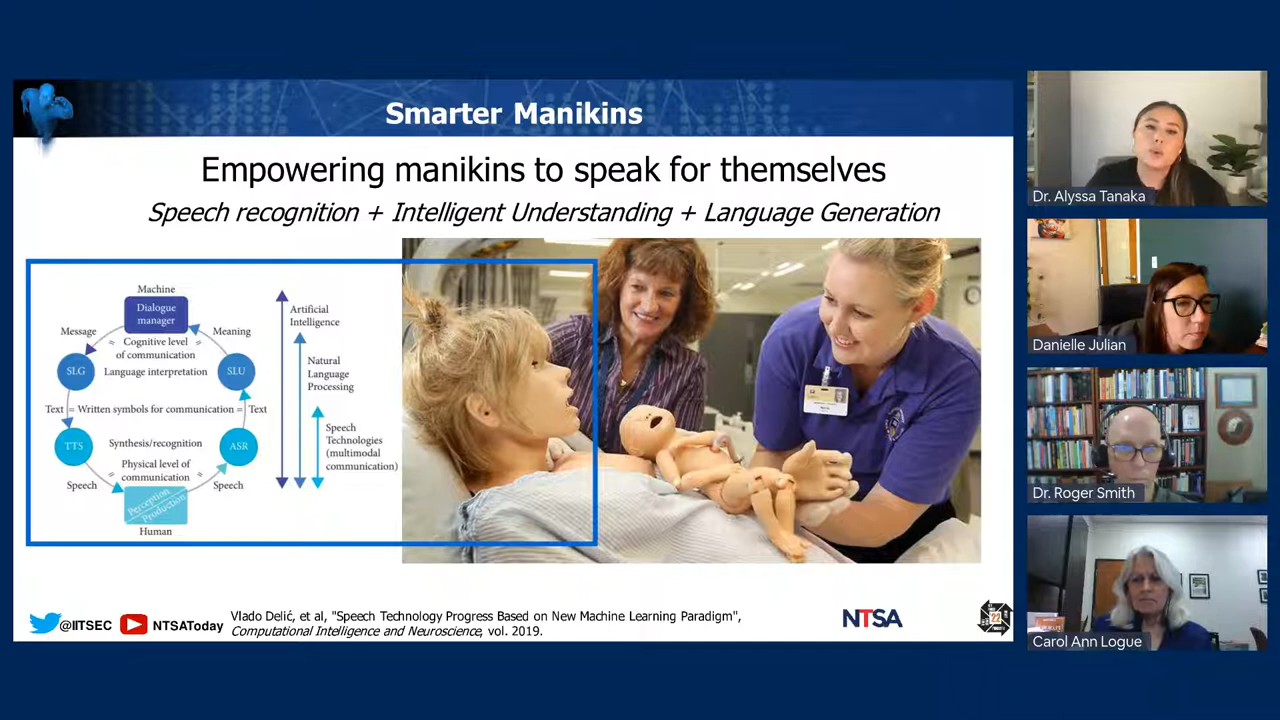 Smarter Manikins
Empowering manikins to speak for themselves
Speech recognition + Intelligent Understanding + Language Generation
Machine
Dialogue
manager
Message
Meaning
= Cognitive level =
of communication
SLG
Language interpretation
SLU
Text = Written symbols for communication = Text
TTS
Synthesis/recognition
ASR
= Physical level of =
communication
Speech
Speech
Perception
Production
Human
Artificial
Intelligence
Natural
Language
Processing
Speech
Technologies
(multimodal
communication)
@IITSEC
NTSAToday
Vlado Delić, et al, "Speech Technology Progress Based on New Machine Learning Paradigm",
Computational Intelligence and Neuroscience, vol. 2019.
NTSA
Dr. Alyssa Tanaka
Danielle Julian
Dr. Roger Smith
Carol Ann Logue